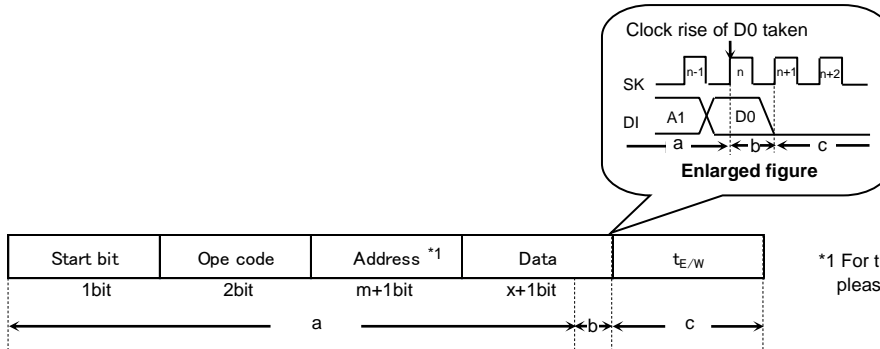 Clock rise of D0 taken
SK
n-1
n
n+1
n+2
DI
A1
D0
a
b
c
Enlarged figure
Start bit
Ope code
Address *1
Data
tE/W
1bit
2bit
m+1bit
x+1bit
a
b
c
*1 For t
pleas